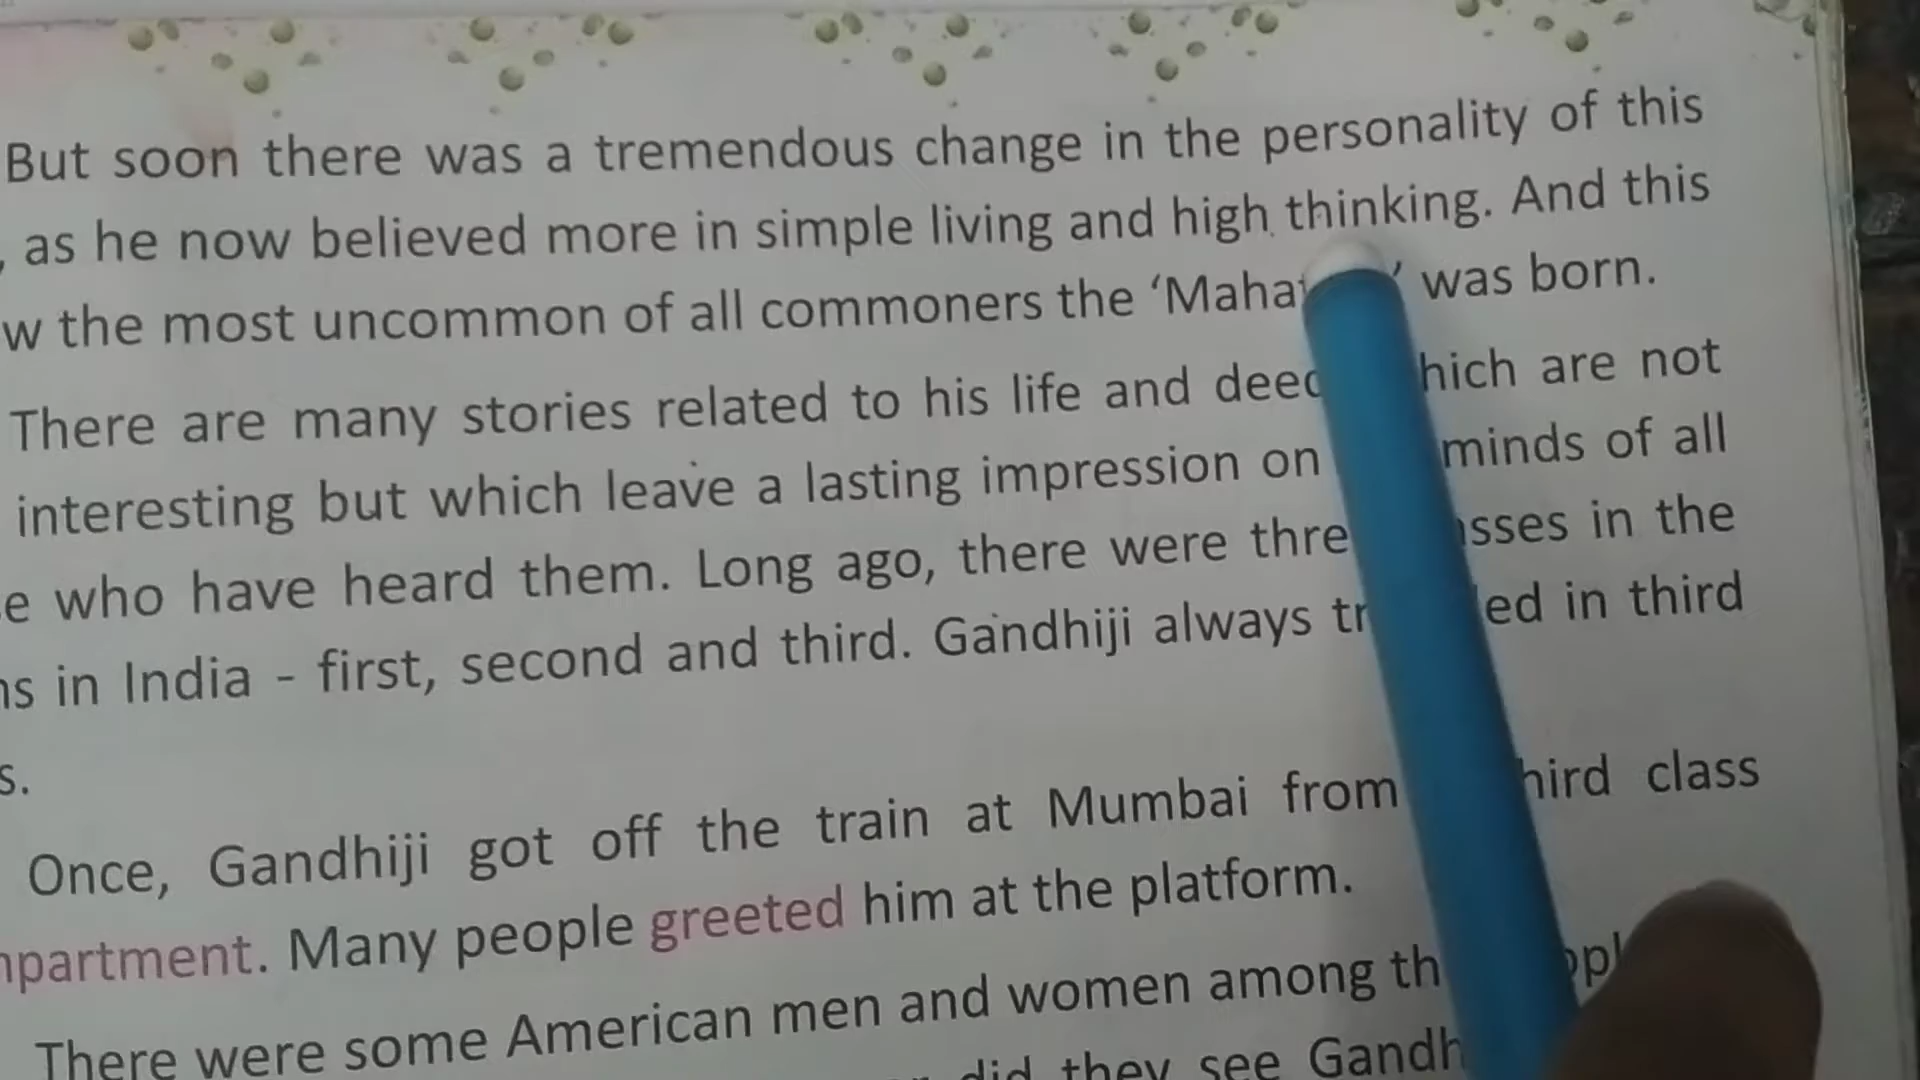 But soon there was a tremendous change in the personality of this
, as he now believed more in simple living and high thinking. And this
w the most uncommon of all commoners the ‘Maha ’ was born.
There are many stories related to his life and deed hich are not
interesting but which leave a lasting impression on minds of all
e who have heard them. Long ago, there were thre sses in the
ns in India - first, second and third. Gandhiji always tr led in third
s.
Once, Gandhiji got off the train at Mumbai from hird class
partment. Many people greeted him at the platform.
There were some American men and women among th opl
did they see Gandh